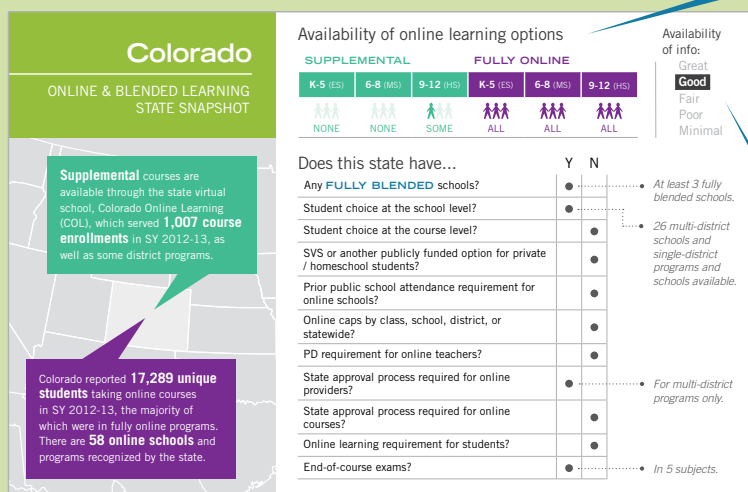 Colorado
ONLINE & BLENDED LEARNING
STATE SNAPSHOT
Supplemental courses are
available through the state virtual
school, Colorado Online Learning
(COL), which served 1,007 course
enrollments in SY 2012-13, as
well as some district programs.
Colorado reported 17,289 unique
students taking online courses
in SY 2012-13, the majority of
which were in fully online programs.
There are 58 online schools and
programs recognized by the state.
Availability of online learning options
SUPPLEMENTAL FULLY ONLINE
K-5 (ES) 6-8 (MS) 9-12 (HS) K-5 (ES) 6-8 (MS) 9-12 (HS)
NONE NONE SOME ALL ALL ALL
Availability
of info:
Great
Good
Fair
Poor
Minimal
Does this state have... Y N
Any FULLY BLENDED schools?
At least 3 fully
blended schools.
Student choice at the school level?
26 multi-district
schools and
single-district
programs and
schools available.
Student choice at the course level?
SVS or another publicly funded option for private
/ homeschool students?
Prior public school attendance requirement for
online schools?
Online caps by class, school, district, or
statewide?
PD requirement for online teachers?
State approval process required for online
providers?
For multi-district
programs only.
State approval process required for online
courses?
Online learning requirement for students?
End-of-course exams?
In 5 subjects.